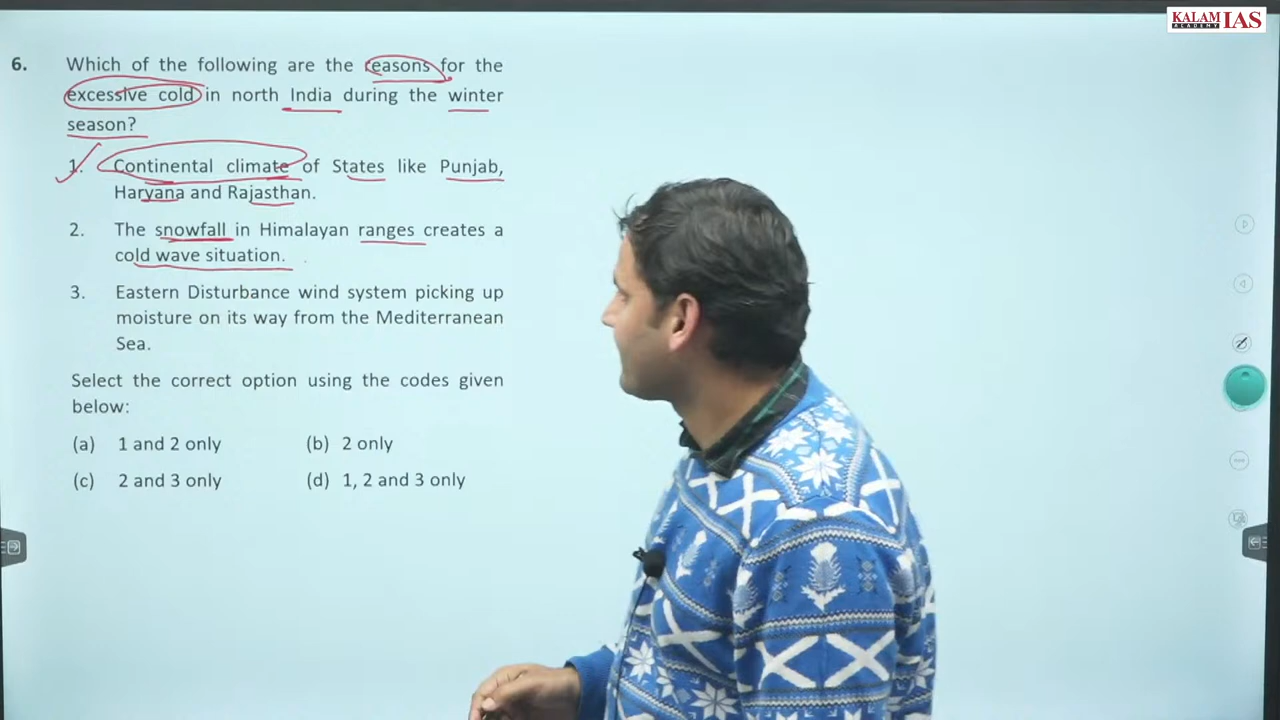 KALAM IAS
ACADEMY
6. Which of the following are the reasons for the
excessive cold in north India during the winter
season?
1. Continental climate of States like Punjab,
Haryana and Rajasthan.
2. The snowfall in Himalayan ranges creates a
cold wave situation.
3. Eastern Disturbance wind system picking up
moisture on its way from the Mediterranean
Sea.
Select the correct option using the codes given
below:
(a) 1 and 2 only (b) 2 only
(c) 2 and 3 only (d) 1, 2 and 3 only